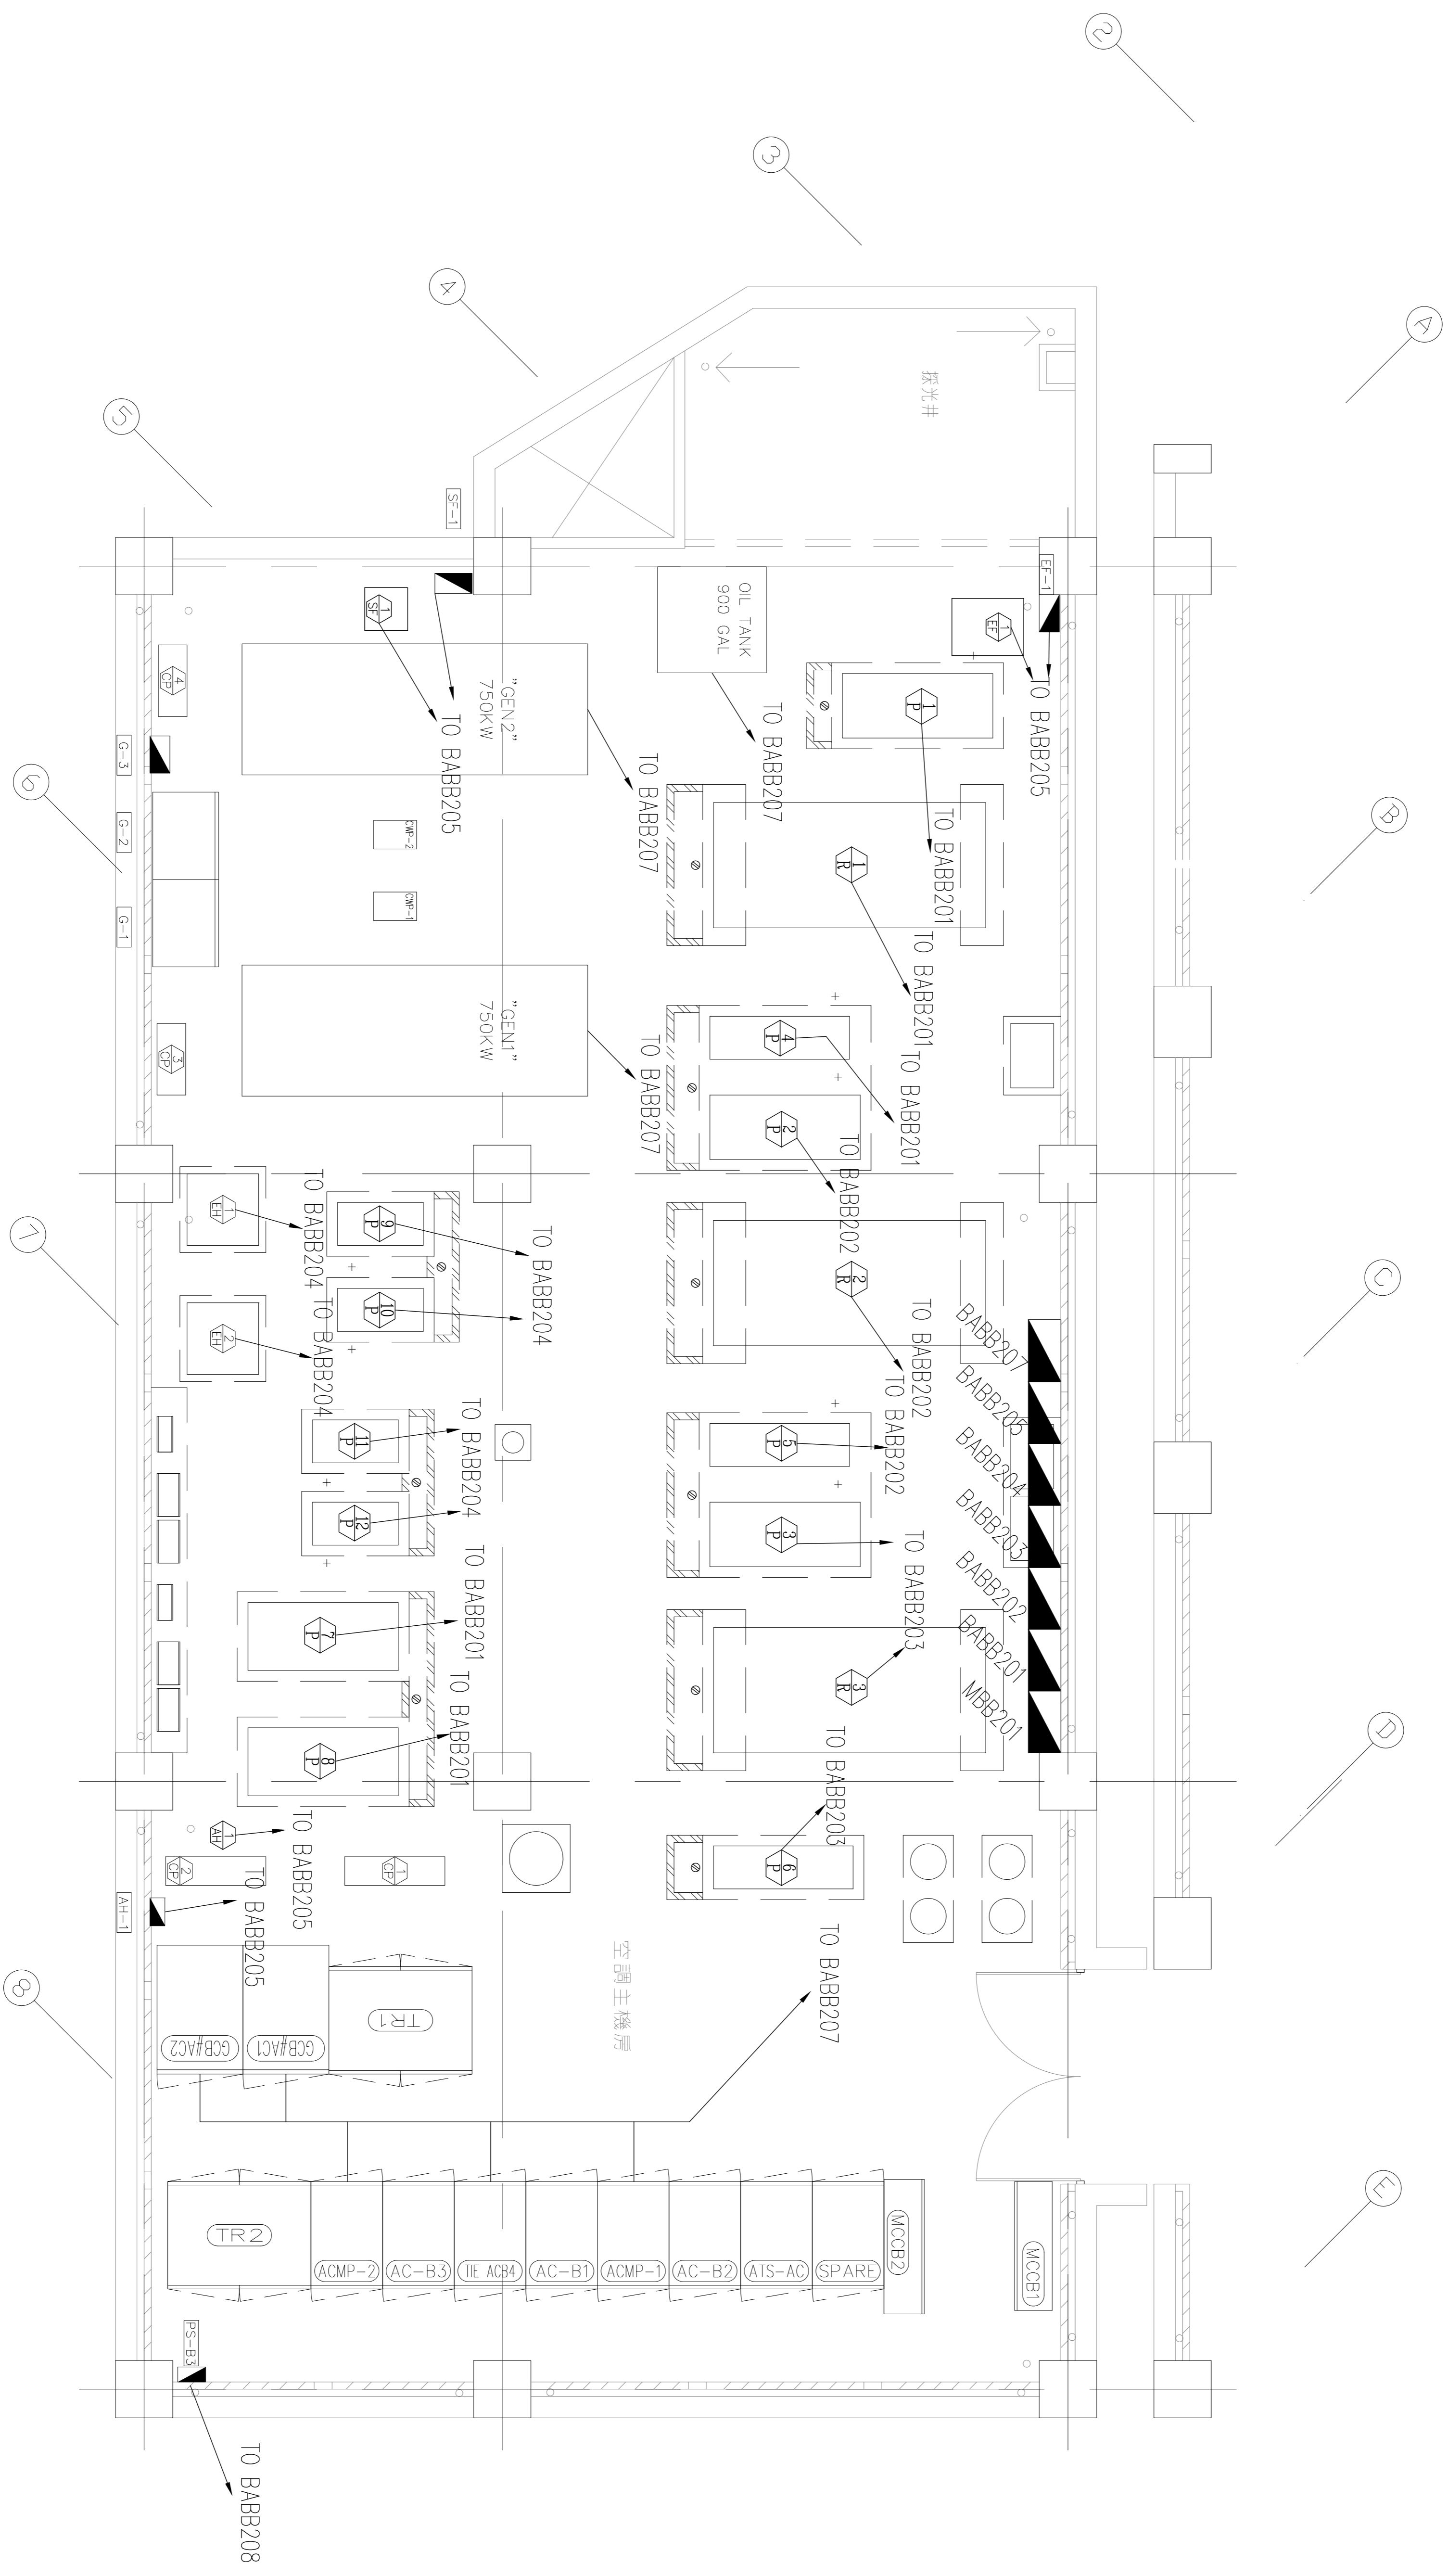 2
3
A
4
採光井
5
SF-1
EF-1
1
SF
OIL TANK
900 GAL
1
EF
4
CP
"GEN2"
750KW
TO BABB205
TO BABB207
1
P
TO BABB205
G-3
6
G-2
CWP-2
TO BABB207
1
R
TO BABB201
B
G-1
CWP-1
TO BABB201
3
CP
"GEN1"
750KW
TO BABB207
4
P
TO BABB201
2
P
TO BABB202
7
1
EH
TO BABB204
9
P
TO BABB204
2
R
C
2
EH
TO BABB204
10
P
TO BABB202
BABB207
11
P
TO BABB204
5
P
TO BABB202
BABB205
BABB204
12
P
3
P
TO BABB203
BABB203
7
P
TO BABB201
BABB202
BABB201
8
P
TO BABB201
3
R
MBB201
D
1
AH
TO BABB205
TO BABB203
2
CP
1
CP
6
P
AH-1
TO BABB205
空調主機房
TO BABB207
8
GCB#AC2
GCB#AC1
TR1
E
TR2
ACMP-2
AC-B3
TIE ACB4
AC-B1
ACMP-1
AC-B2
ATS-AC
SPARE
MCCB2
MCCB1
PS-B3
TO BABB208